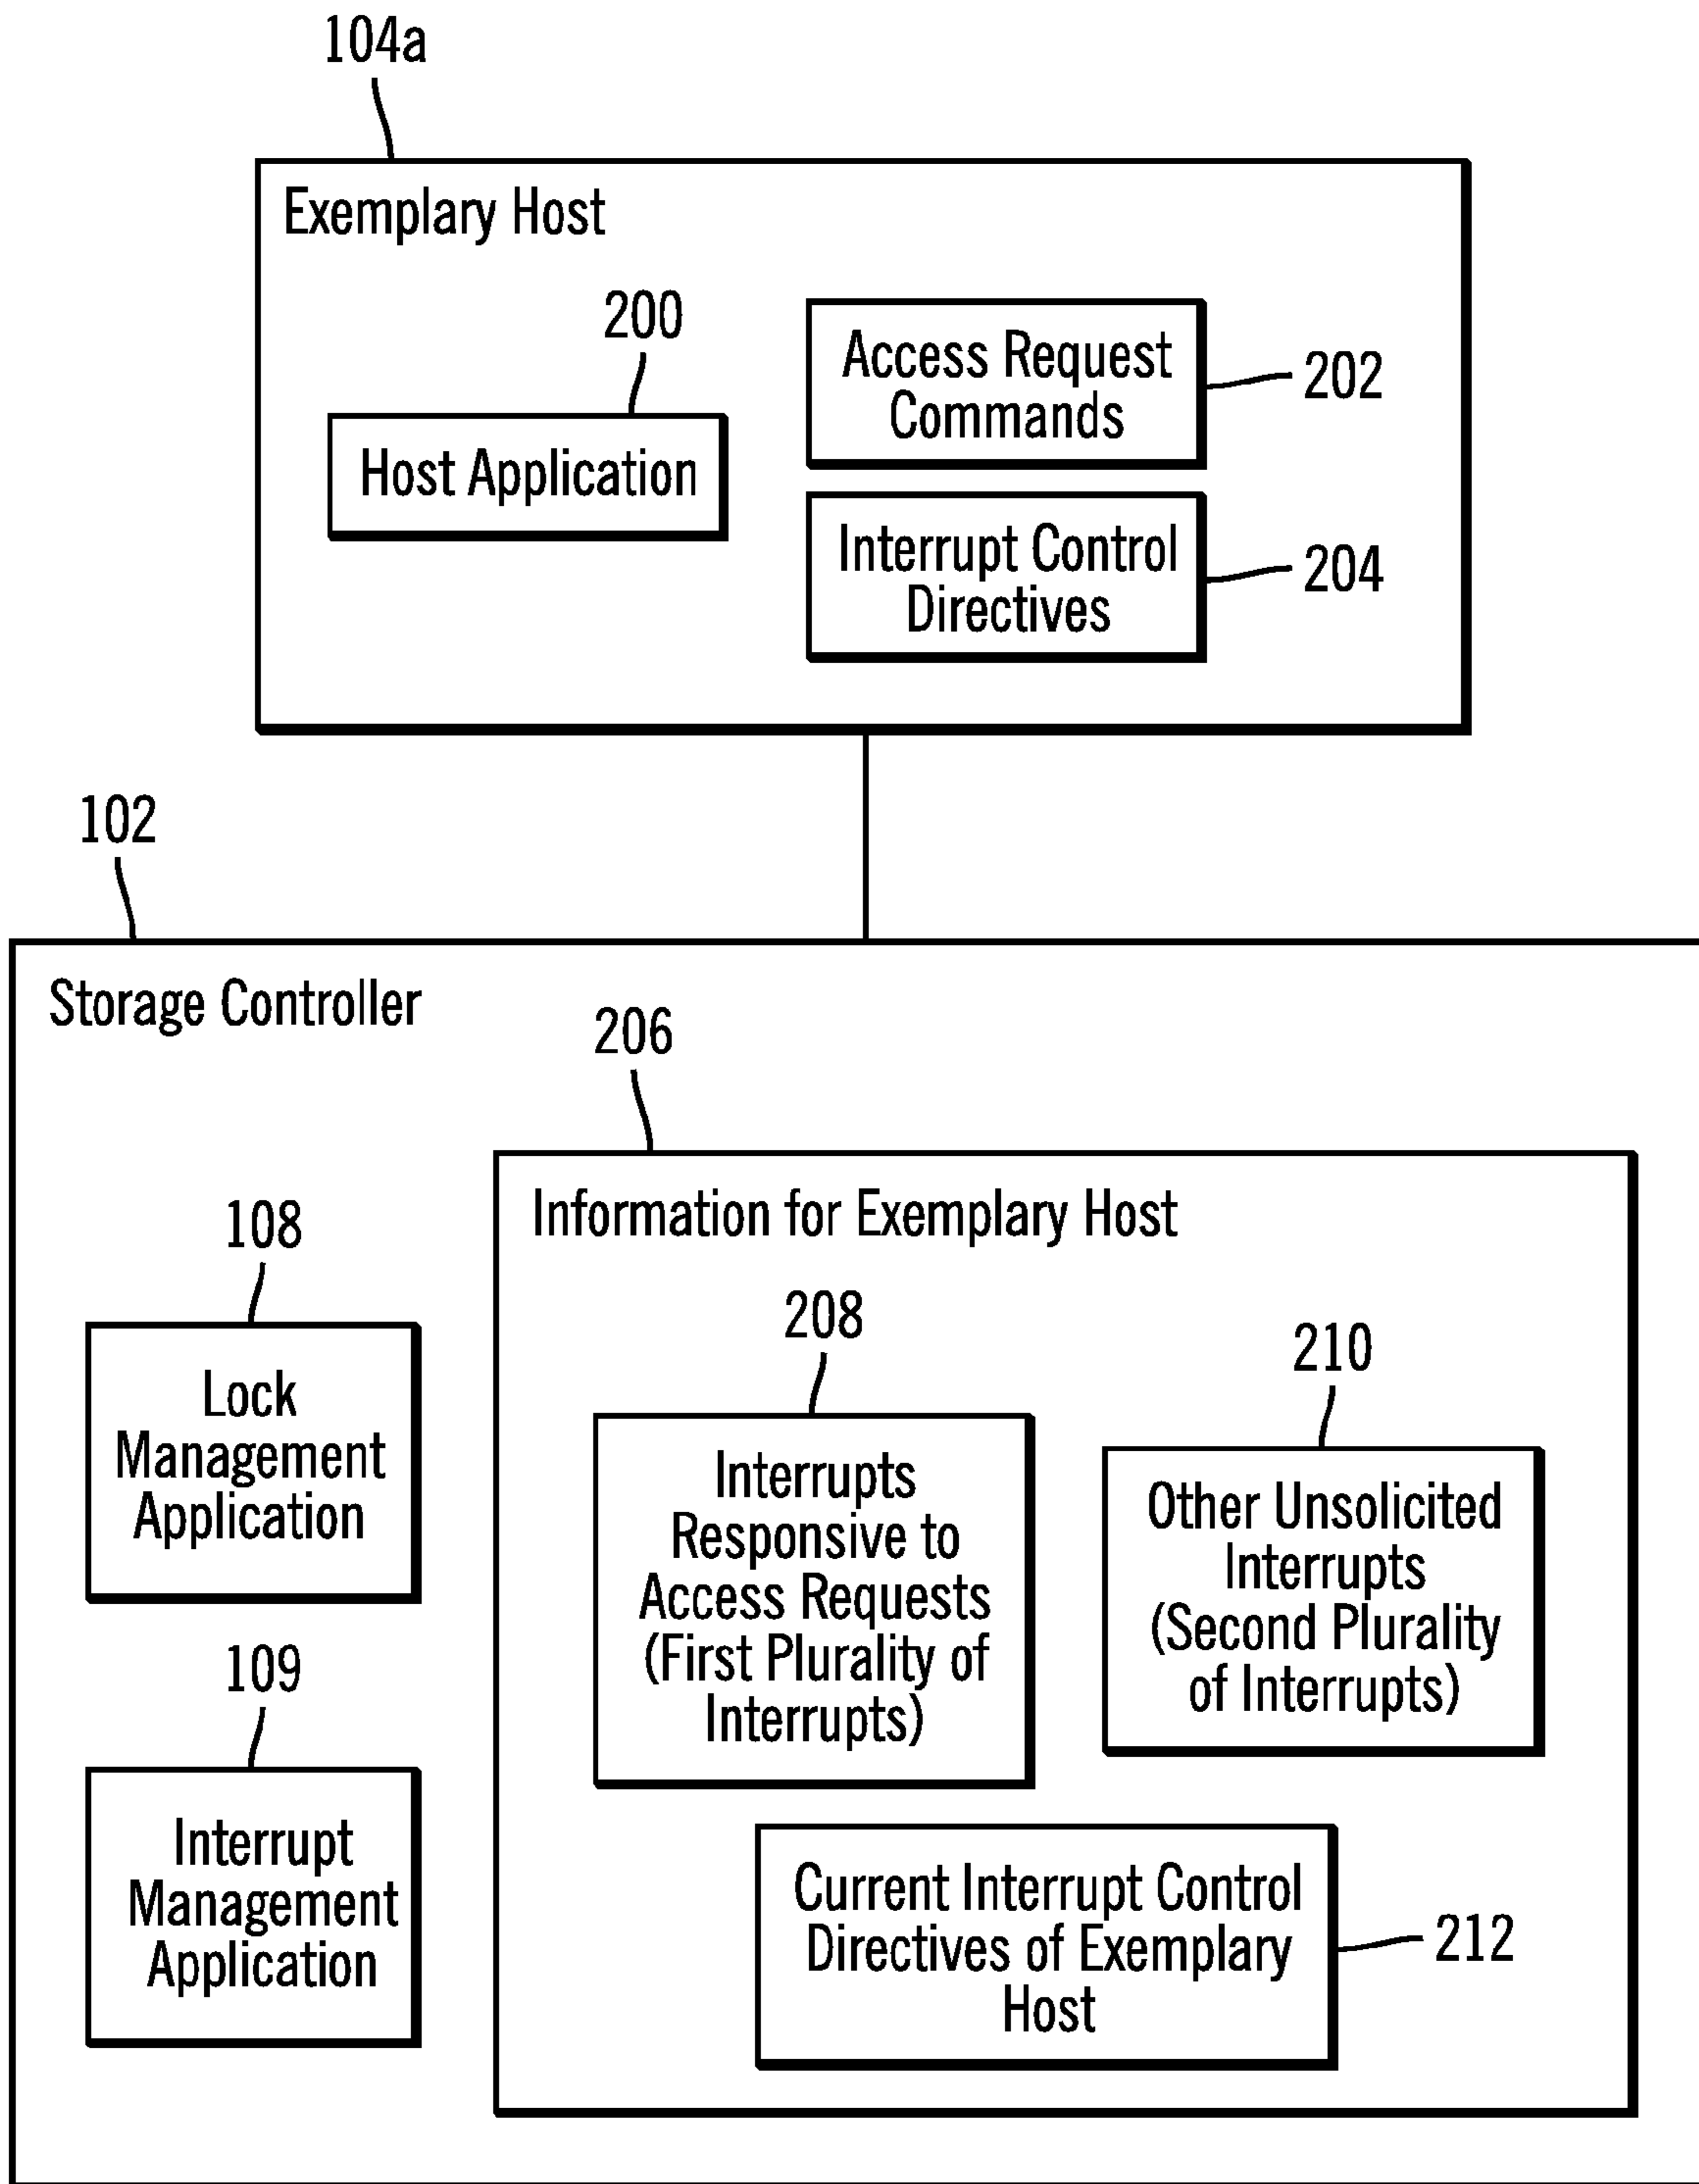 104a
Exemplary Host
200
Host Application
Access Request
Commands
202
Interrupt Control
Directives
204
102
Storage Controller
206
Information for Exemplary Host
108
Lock
Management
Application
109
Interrupt
Management
Application
208
Interrupts
Responsive to
Access Requests
(First Plurality of
Interrupts)
210
Other Unsolicited
Interrupts
(Second Plurality
of Interrupts)
Current Interrupt Control
Directives of Exemplary
Host
212